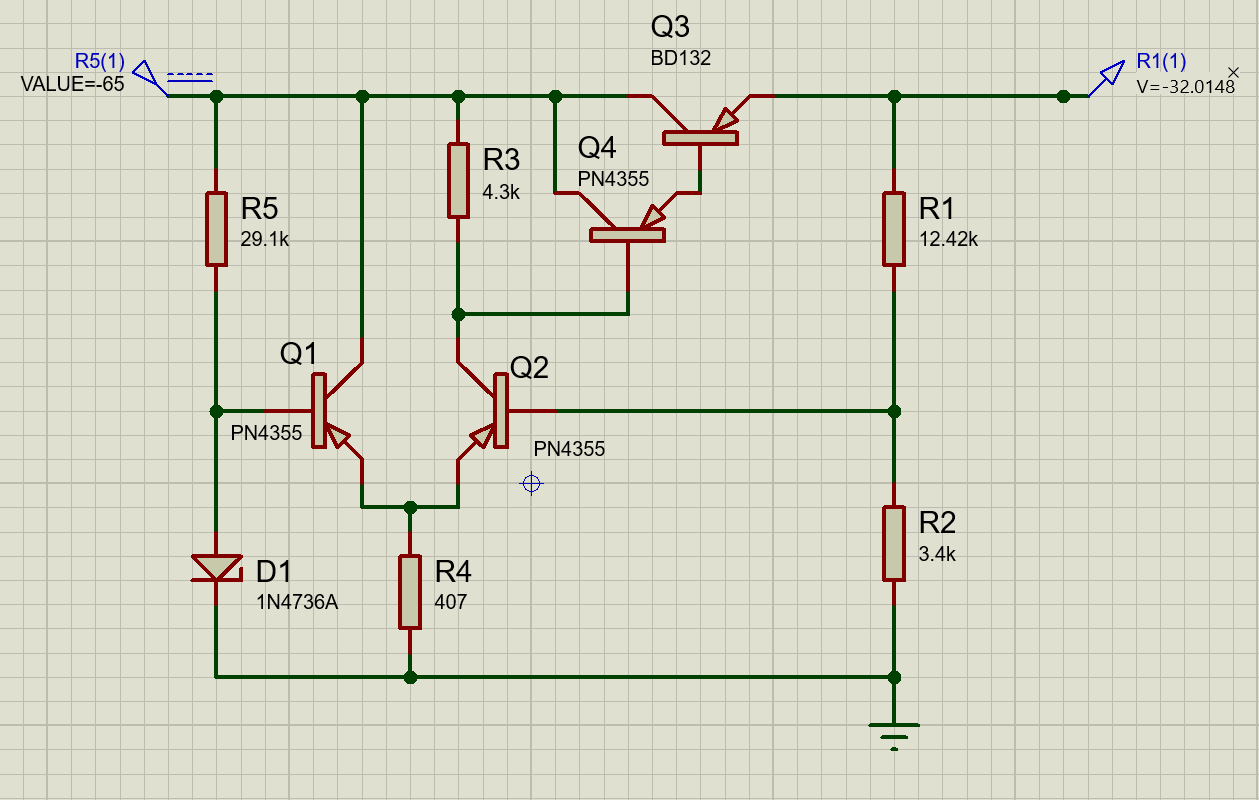 Q3
BD132
R5(1)
VALUE=-65
R1(1)
V=-32.0148
Q4
PN4355
R3
4.3k
R5
29.1k
R1
12.42k
Q1
PN4355
Q2
PN4355
D1
1N4736A
R4
407
R2
3.4k